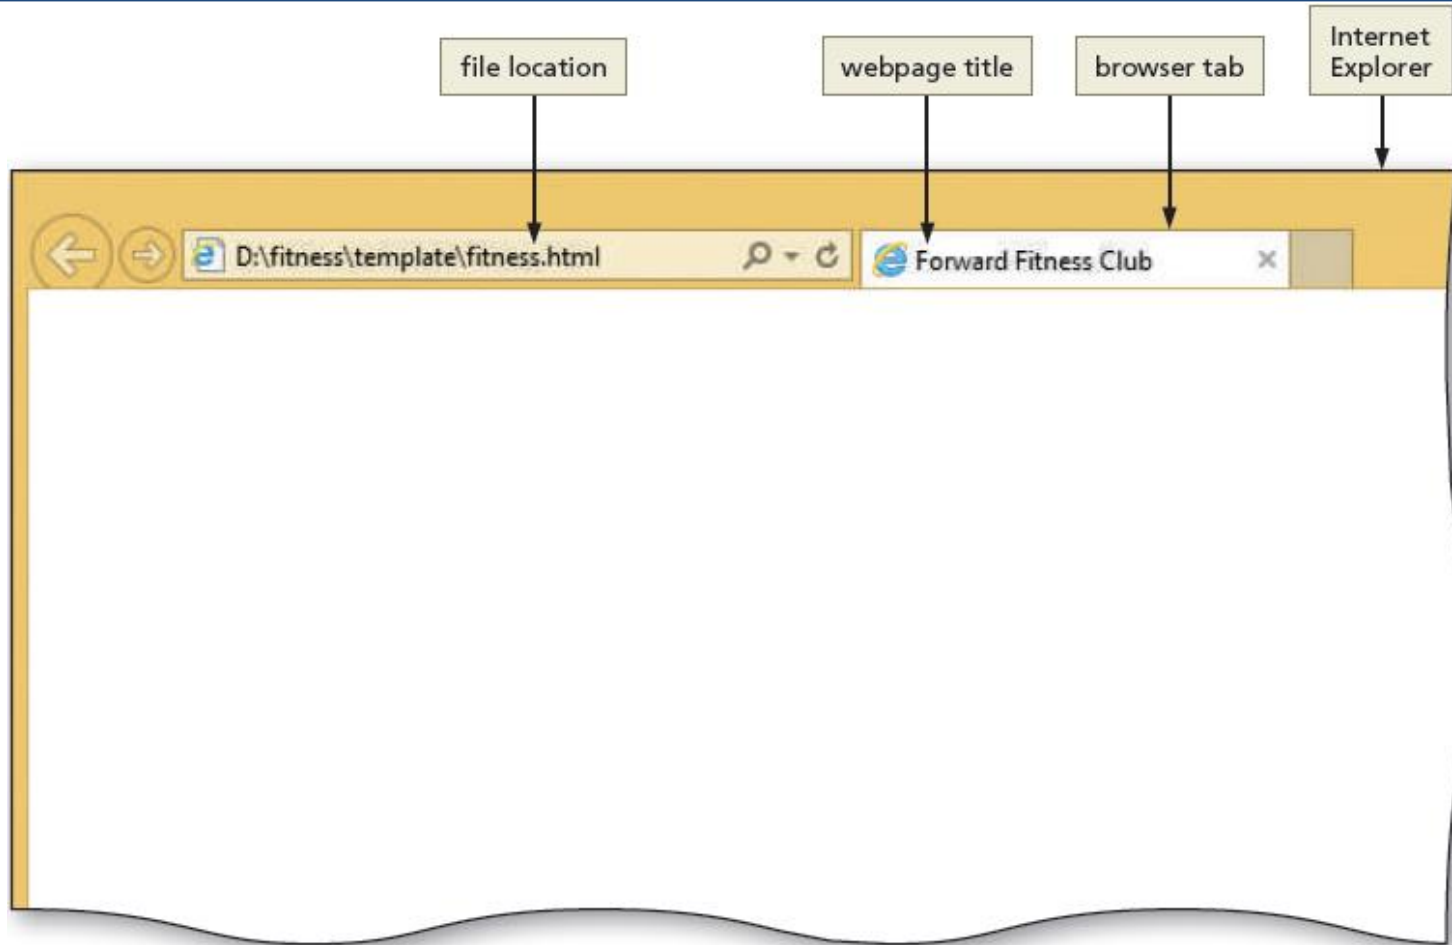 file location
webpage title
browser tab
Internet
Explorer
D:\fitness\template\fitness.html
Forward Fitness Club